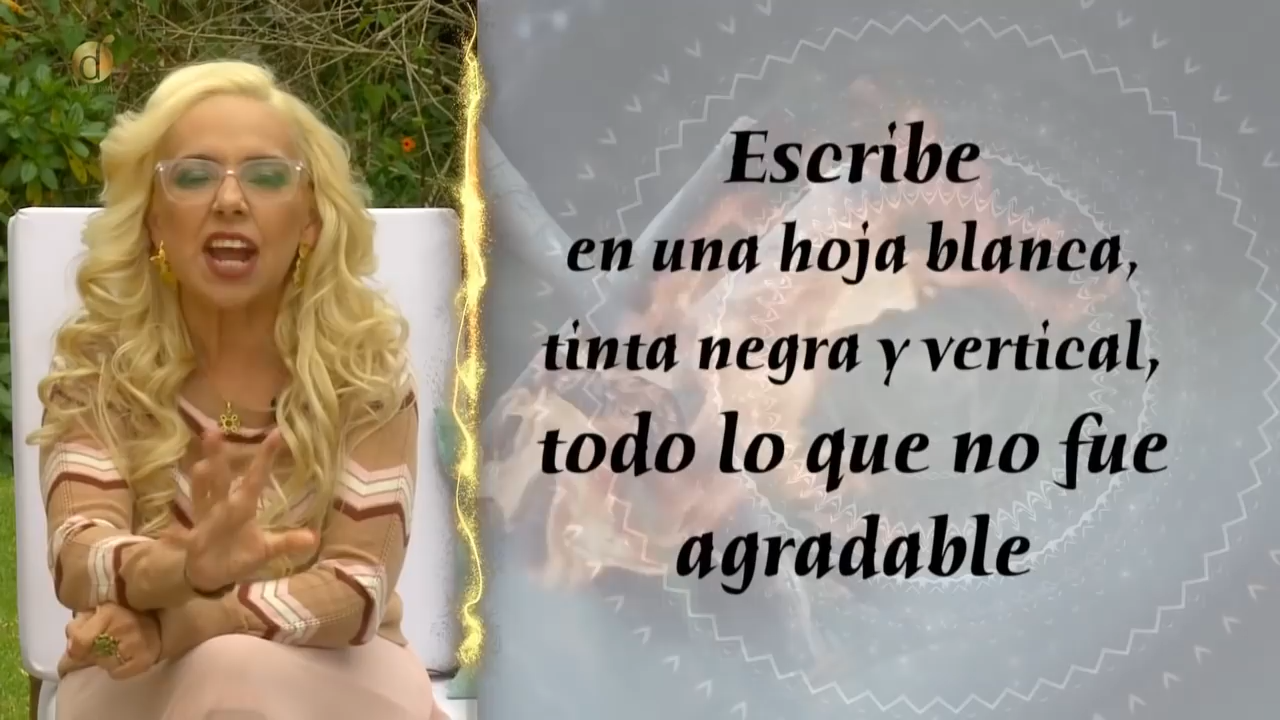 d
Escribe
en una hoja blanca,
tinta negra y vertical,
todo lo que no fue
agradable